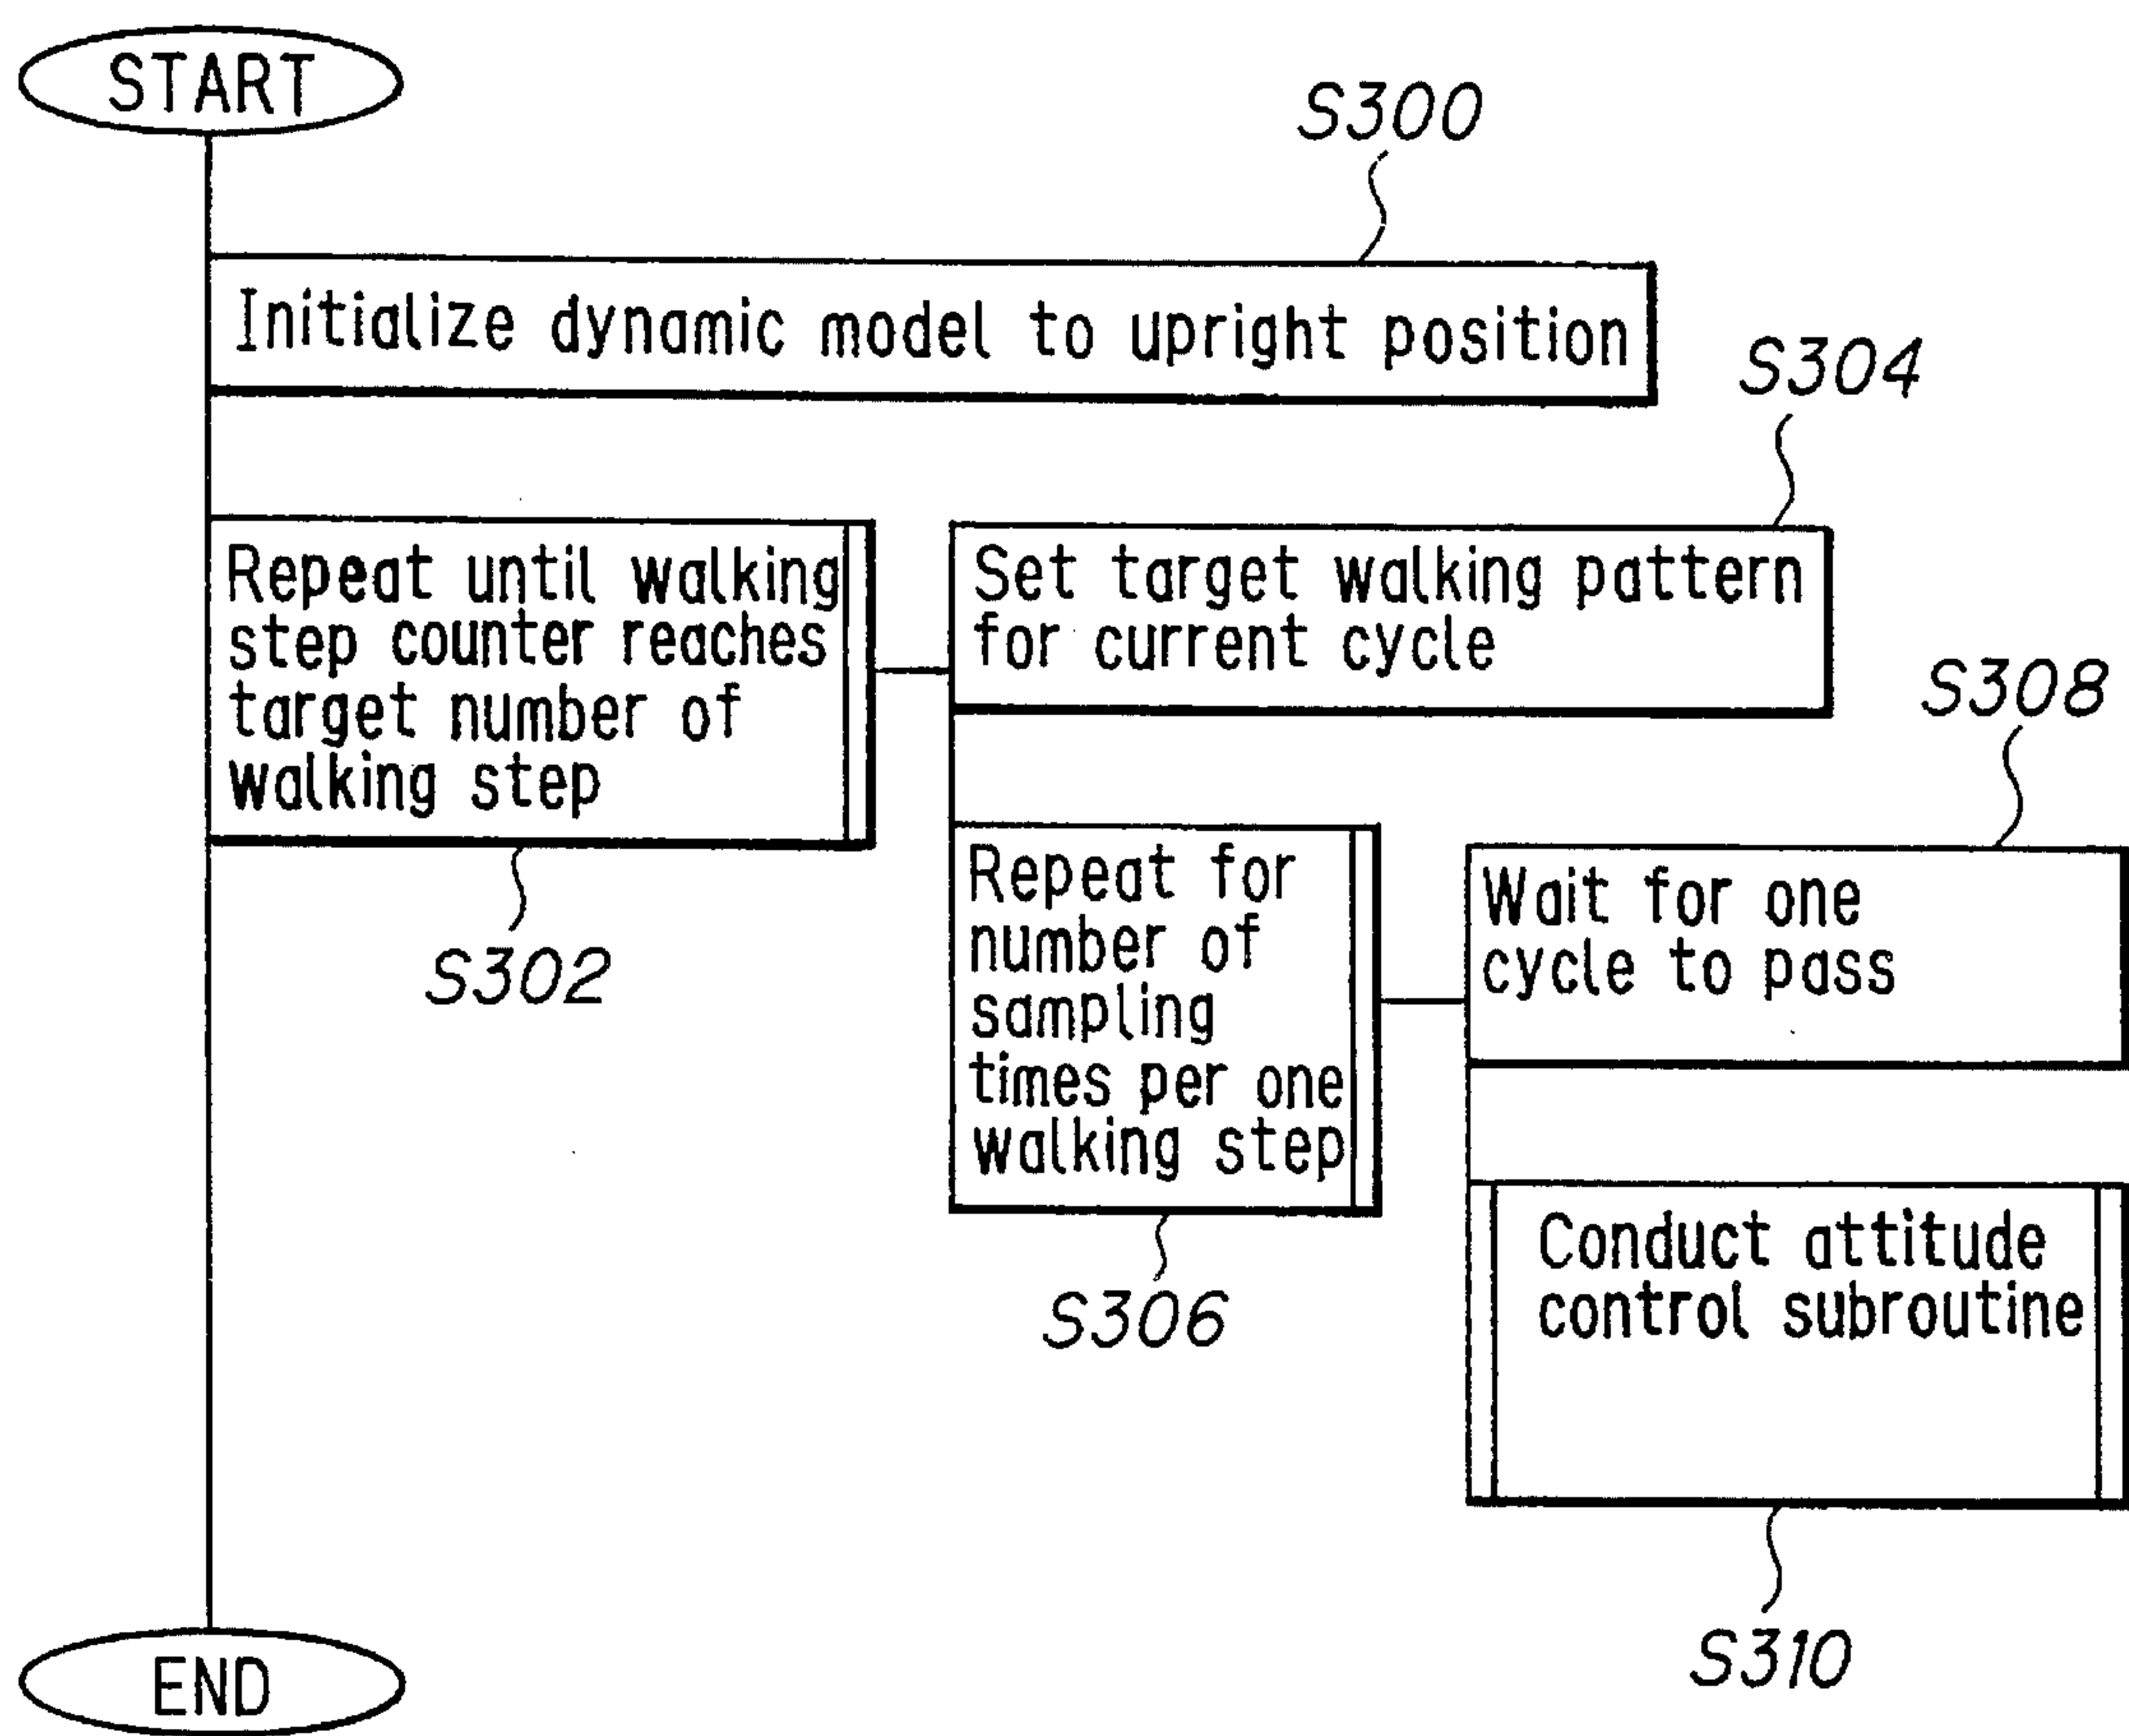 START
S300
Initialize dynamic model to upright position
S304
Repeat until walking
step counter reaches
target number of
walking step
S302
Set target walking pattern
for current cycle
S308
Repeat for
number of
sampling
times per one
walking step
S306
Wait for one
cycle to pass
Conduct attitude
control subroutine
S310
END